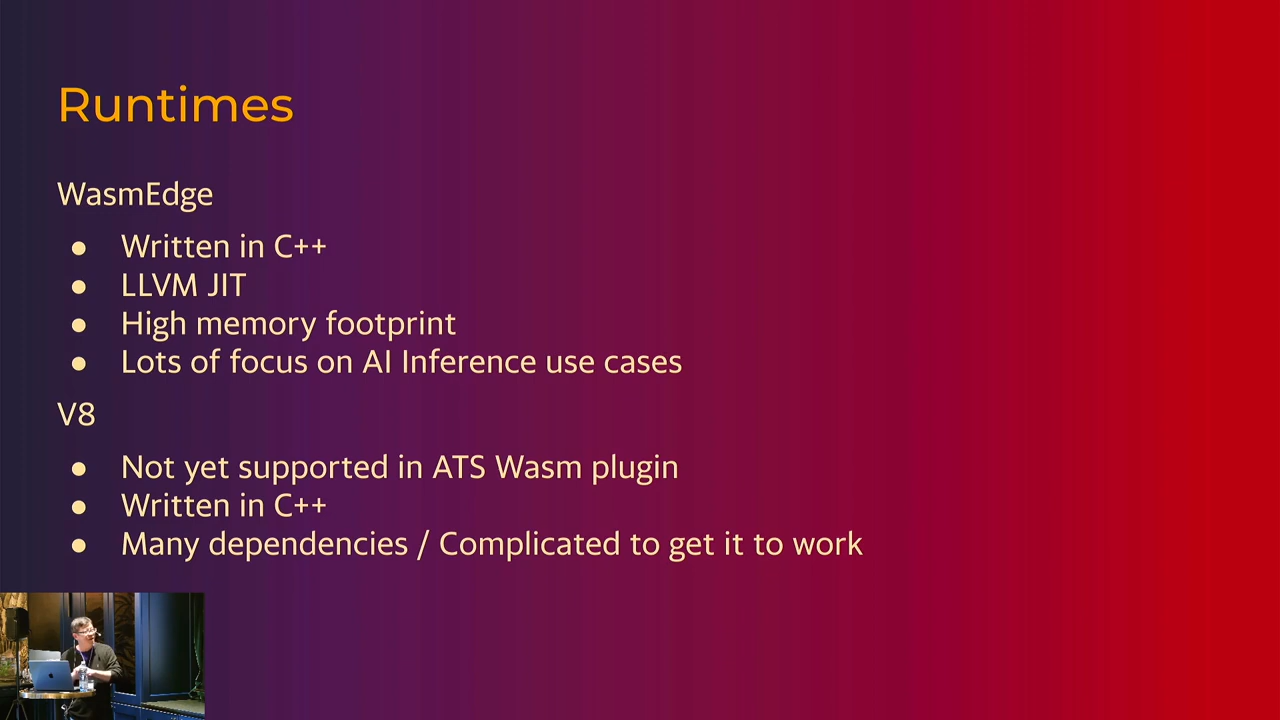 Runtimes
WasmEdge
● Written in C++
● LLVM JIT
● High memory footprint
● Lots of focus on AI Inference use cases
V8
● Not yet supported in ATS Wasm plugin
● Written in C++
● Many dependencies / Complicated to get it to work